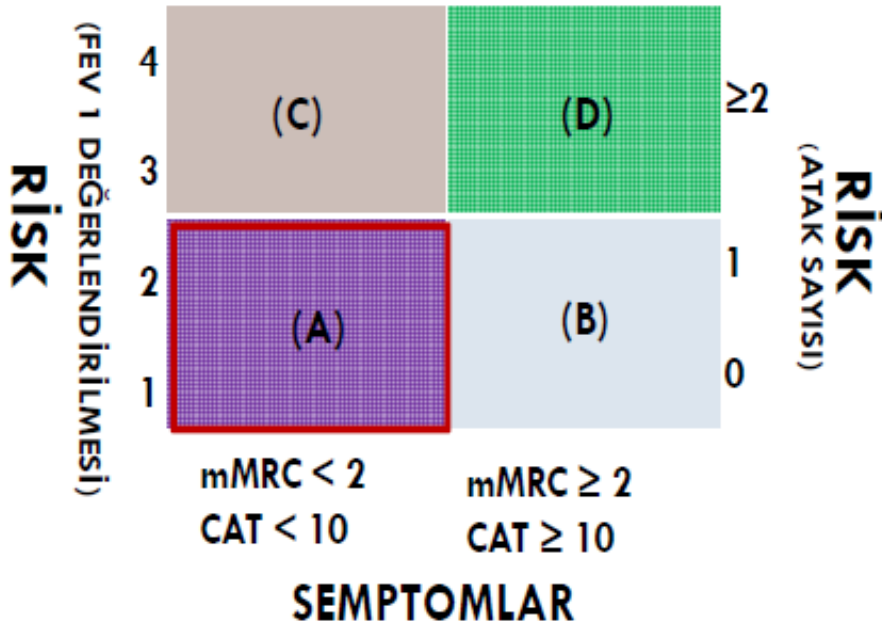 RİSK
(FEV 1 DEĞERLENDİRİLMESİ)
4
3
2
1
(C)
(D)
(A)
(B)
≥2
1
0
RİSK
(ATAK SAYISI)
mMRC < 2
CAT < 10
mMRC ≥ 2
CAT ≥ 10
SEMPTOMLAR